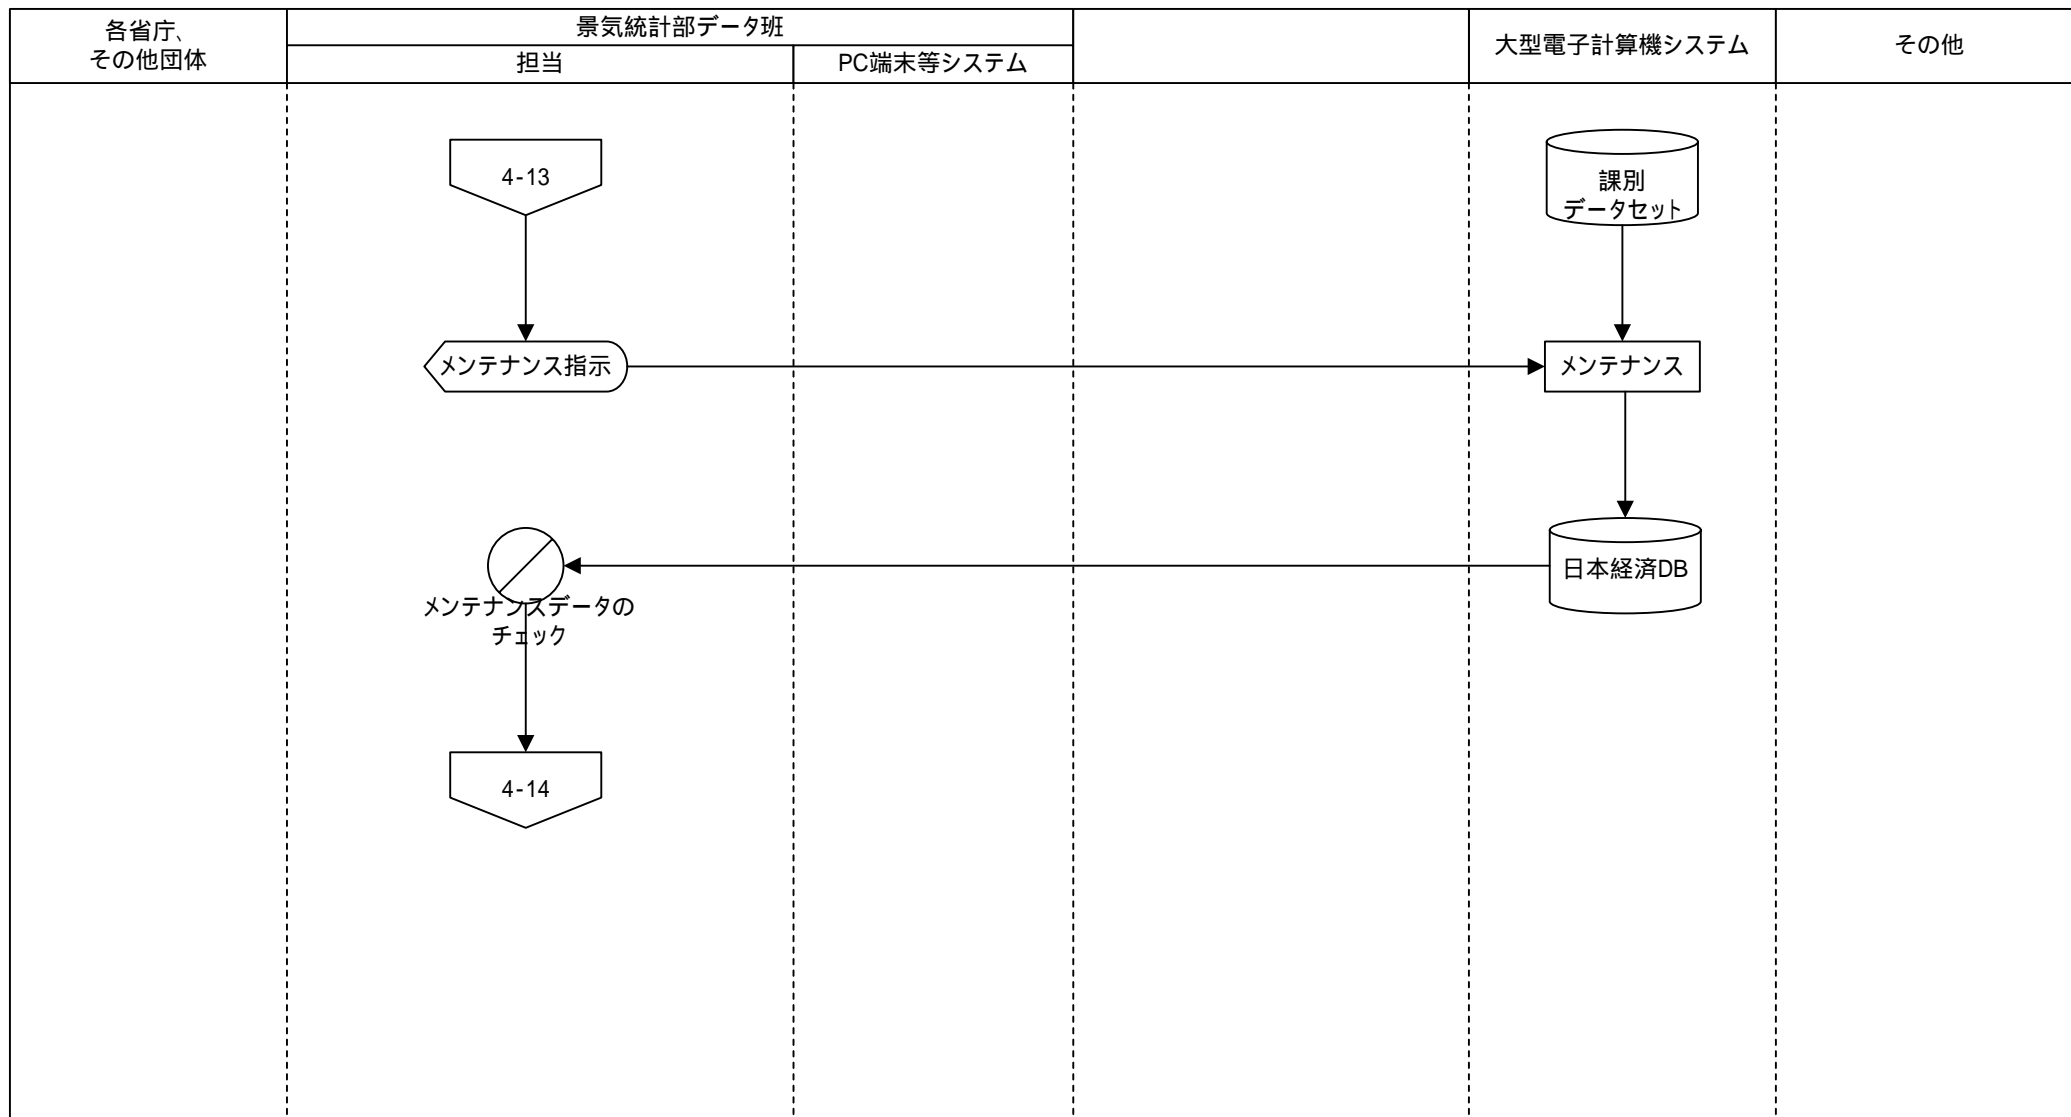 各省庁、
その他団体
景気統計部データ班
担当
PC端末等システム
大型電子計算機システム
その他
4-13
課別
データセット
メンテナンス指示
メンテナンス
日本経済DB
メンテナンスデータの
チェック
4-14